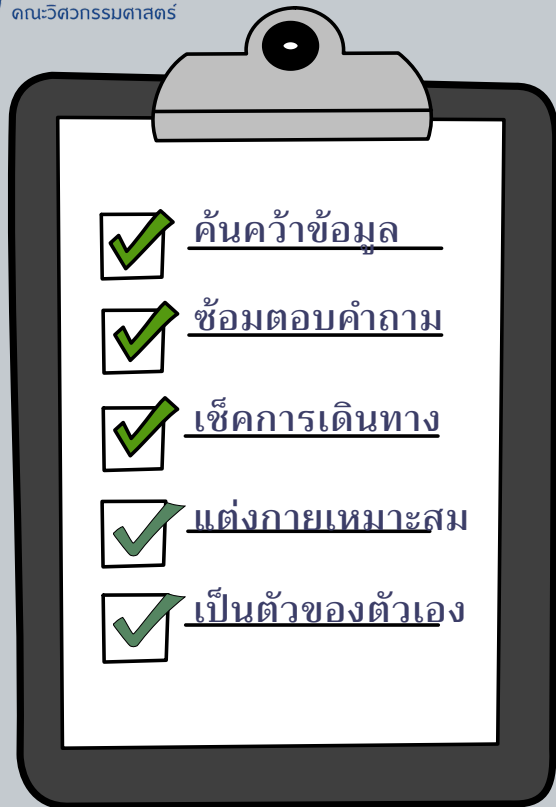 คณะวิศวกรรมศาสตร์
ค้นคว้าข้อมูล
ซ้อมตอบคำถาม
เช็คการเดินทาง
แต่งกายเหมาะสม
เป็นตัวของตัวเอง